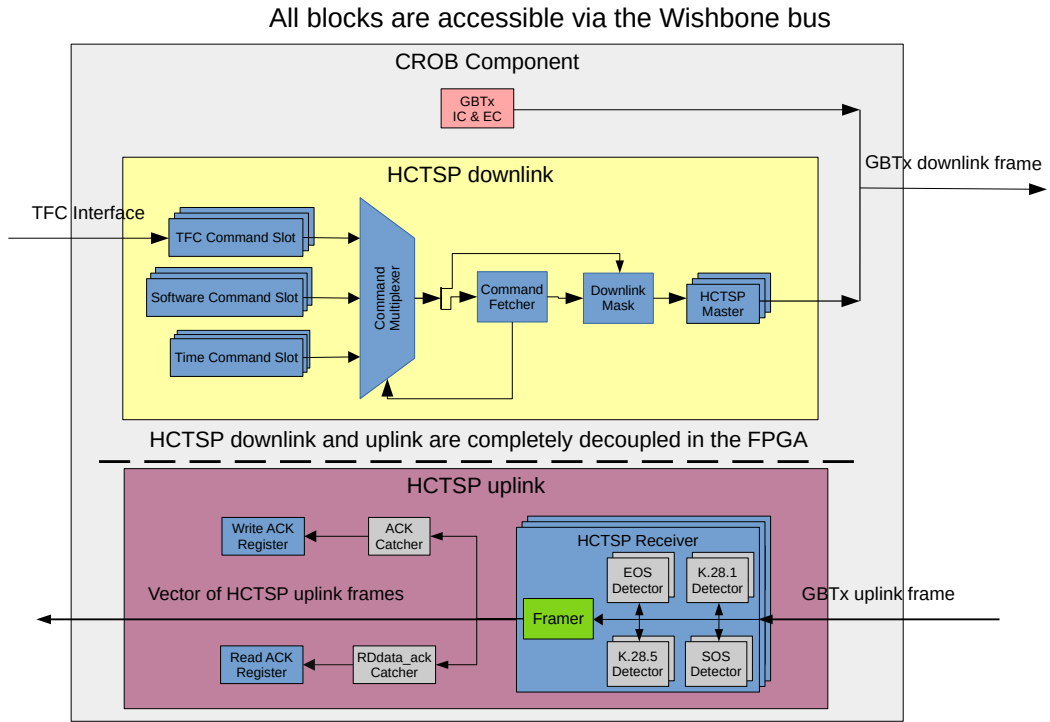 All blocks are accessible via the Wishbone bus
CROB Component
GBTx
IC & EC
GBTx downlink frame
HCTSP downlink
TFC Interface
TFC Command Slot
Software Command Slot
Time Command Slot
Command
Multiplexer
Command
Fetcher
Downlink
Mask
HCTSP
Master
HCTSP downlink and uplink are completely decoupled in the FPGA
HCTSP uplink
Write ACK
Register
ACK
Catcher
HCTSP Receiver
EOS
Detector
K.28.1
Detector
Vector of HCTSP uplink frames
Framer
GBTx uplink frame
Read ACK
Register
RDdata_ack
Catcher
K.28.5
Detector
SOS
Detector